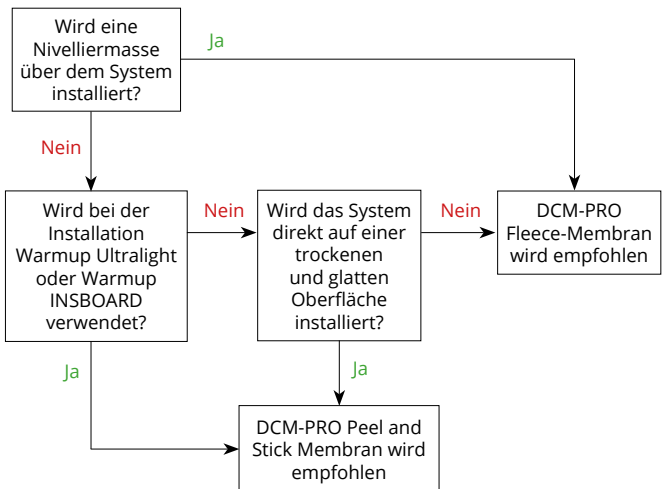 Wird eine
Nivelliermasse
über dem System
installiert?
Ja
Nein
Wird bei der
Installation
Warmup Ultralight
oder Warmup
INSBOARD
verwendet?
Nein
Wird das System
direkt auf einer
trockenen
und glatten
Oberfläche
installiert?
Nein
DCM-PRO
Fleece-Membran
wird empfohlen
Ja
Ja
DCM-PRO Peel and
Stick Membran wird
empfohlen